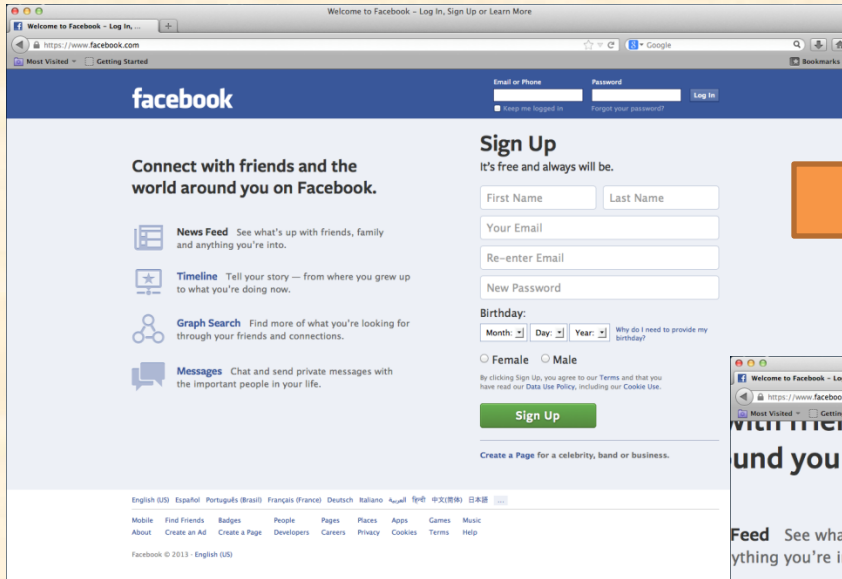 Welcome to Facebook – Log In, Sign Up or Learn More
Welcome to Facebook – Log In, ...
https://www.facebook.com
Google
Most Visited
Getting Started
Bookmarks
facebook
Email or Phone
Password
Log In
Keep me logged in
Forgot your password?
Connect with friends and the
world around you on Facebook.
News Feed See what's up with friends, family
and anything you're into.
Timeline Tell your story — from where you grew up
to what you're doing now.
Graph Search Find more of what you're looking for
through your friends and connections.
Messages Chat and send private messages with
the important people in your life.
Sign Up
It's free and always will be.
First Name
Last Name
Your Email
Re-enter Email
New Password
Birthday:
Month: Day: Year:
Why do I need to provide my
birthday?
Female Male
By clicking Sign Up, you agree to our Terms and that you
have read our Data Use Policy, including our Cookie Use.
Sign Up
Create a Page for a celebrity, band or business.
English (US) Español Português (Brasil) Français (France) Deutsch Italiano العربية हिन्दी 中文(简体) 日本語 ...
Mobile Find Friends Badges People Pages Places Apps Games Music
About Create an Ad Create a Page Developers Careers Privacy Cookies Terms Help
Facebook © 2013 · English (US)
Welcome to Facebook – Lo
https://www.faceboo
Most Visited
Gettin
und you
Feed See wha
ything you're i